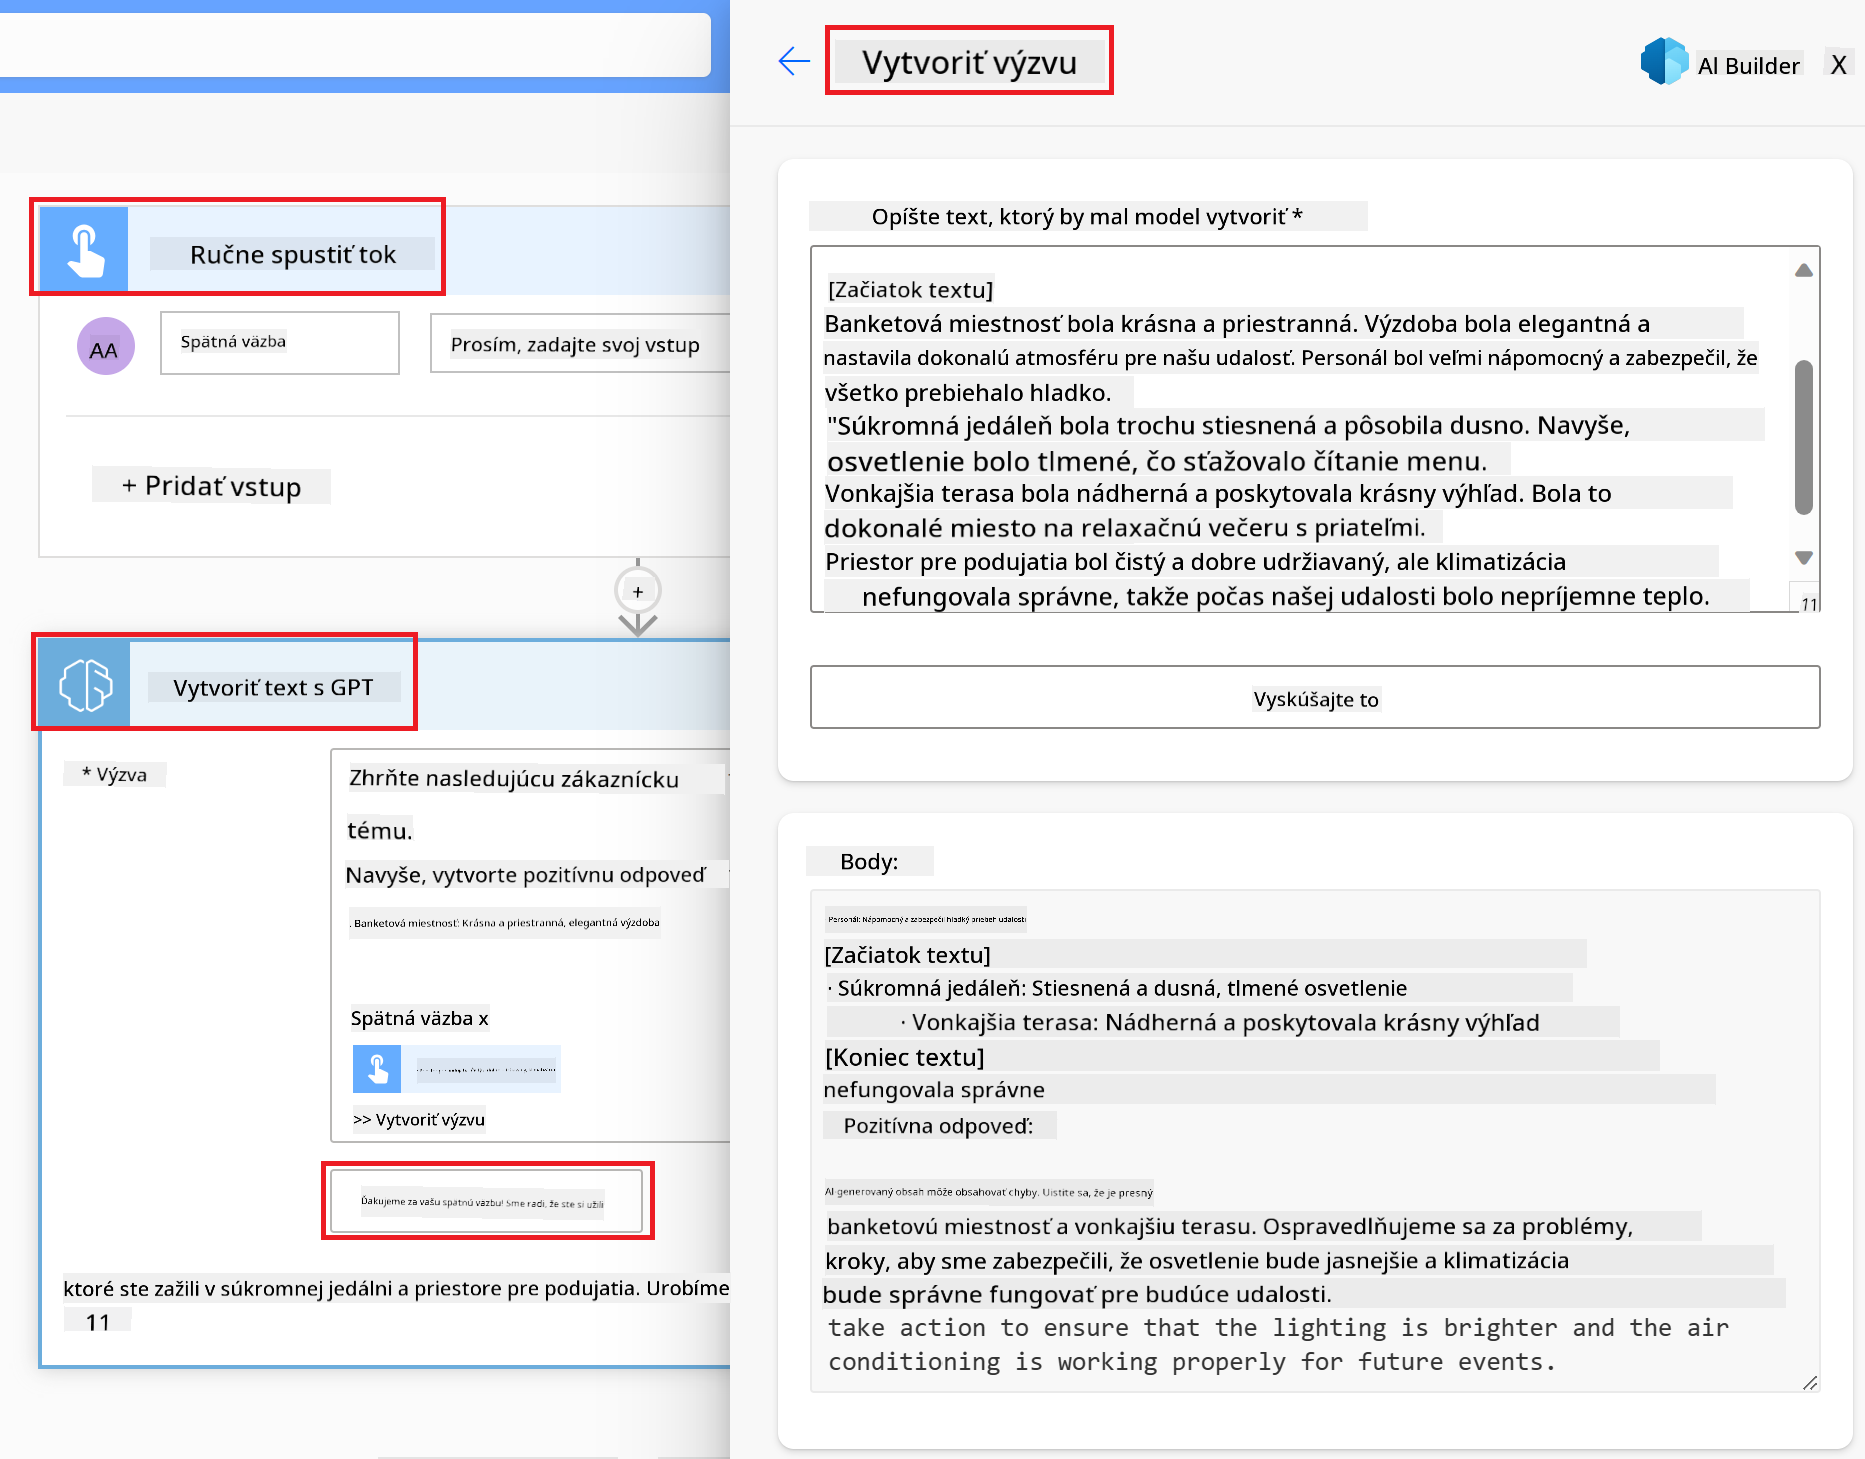 Ručne spustiť tok
AA
Spätná väzba
Prosím, zadajte svoj vstup
+ Pridať vstup
+
Vytvoriť text s GPT
* Výzva
Zhrňte nasledujúcu zákaznícku
tému.
Navyše, vytvorte pozitívnu odpoveď
. Banketová miestnosť: Krásna a priestranná, elegantná výzdoba
Spätná väzba x
>> Vytvoriť výzvu
Ďakujeme za vašu spätnú väzbu! Sme radi, že ste si užili
ktoré ste zažili v súkromnej jedálni a priestore pre podujatia. Urobíme
11
Vytvoriť výzvu
AI Builder
X
Opíšte text, ktorý by mal model vytvoriť *
[Začiatok textu]
Banketová miestnosť bola krásna a priestranná. Výzdoba bola elegantná a
nastavila dokonalú atmosféru pre našu udalosť. Personál bol veľmi nápomocný a zabezpečil, že
všetko prebiehalo hladko.
"Súkromná jedáleň bola trochu stiesnená a pôsobila dusno. Navyše,
osvetlenie bolo tlmené, čo sťažovalo čítanie menu.
Vonkajšia terasa bola nádherná a poskytovala krásny výhľad. Bola to
dokonalé miesto na relaxačnú večeru s priateľmi.
Priestor pre podujatia bol čistý a dobre udržiavaný, ale klimatizácia
nefungovala správne, takže počas našej udalosti bolo nepríjemne teplo.
11
Vyskúšajte to
Body:
Personál: Nápomocný a zabezpečil hladký priebeh udalosti
[Začiatok textu]
· Súkromná jedáleň: Stiesnená a dusná, tlmené osvetlenie
· Vonkajšia terasa: Nádherná a poskytovala krásny výhľad
[Koniec textu]
nefungovala správne
Pozitívna odpoveď:
AI-generovaný obsah môže obsahovať chyby. Uistite sa, že je presný
banketovú miestnosť a vonkajšiu terasu. Ospravedlňujeme sa za problémy,
kroky, aby sme zabezpečili, že osvetlenie bude jasnejšie a klimatizácia
bude správne fungovať pre budúce udalosti.
take action to ensure that the lighting is brighter and the air
conditioning is working properly for future events.